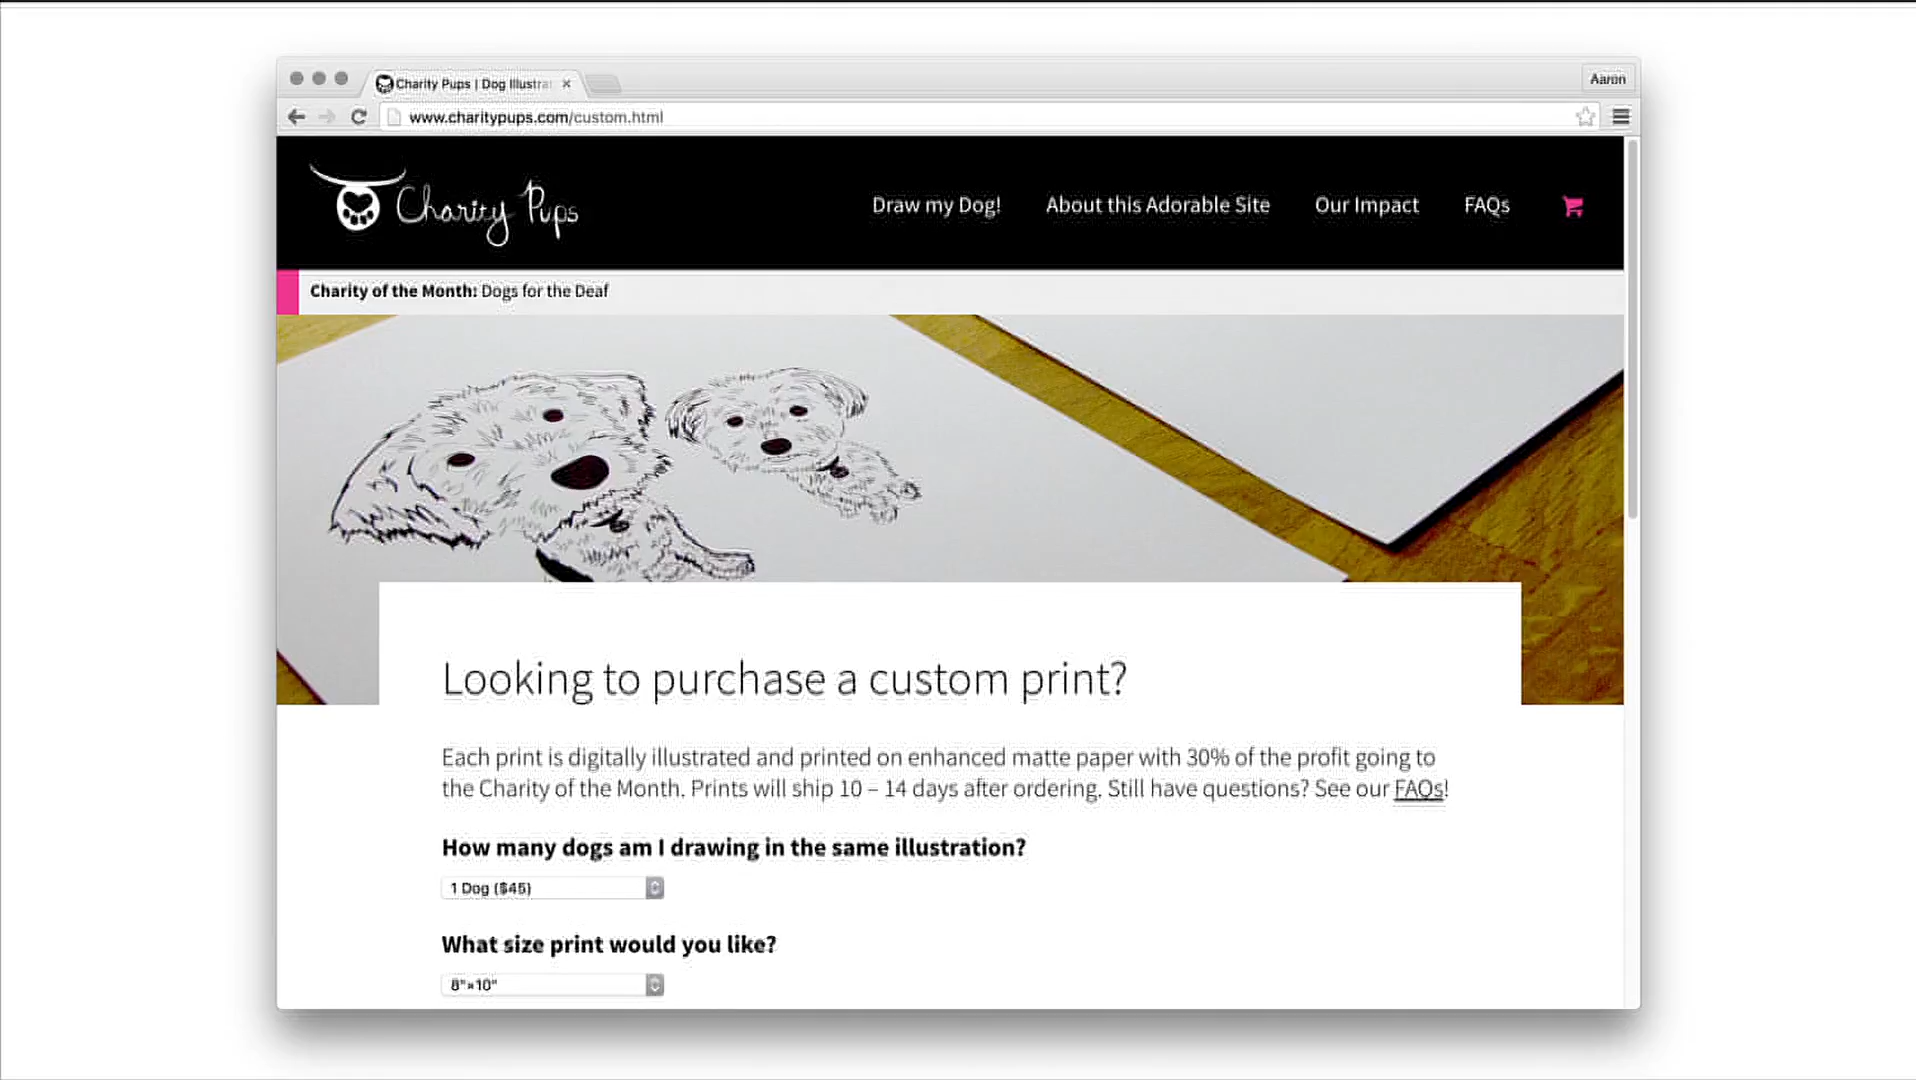 Charity Pups | Dog Illustra
Aaron
www.charitypups.com/custom.html
Charity Pups
Draw my Dog!
About this Adorable Site
Our Impact
FAQs
Charity of the Month: Dogs for the Deaf
Looking to purchase a custom print?
Each print is digitally illustrated and printed on enhanced matte paper with 30% of the profit going to
the Charity of the Month. Prints will ship 10 – 14 days after ordering. Still have questions? See our FAQs!
How many dogs am I drawing in the same illustration?
1 Dog ($45)
What size print would you like?
8"×10"